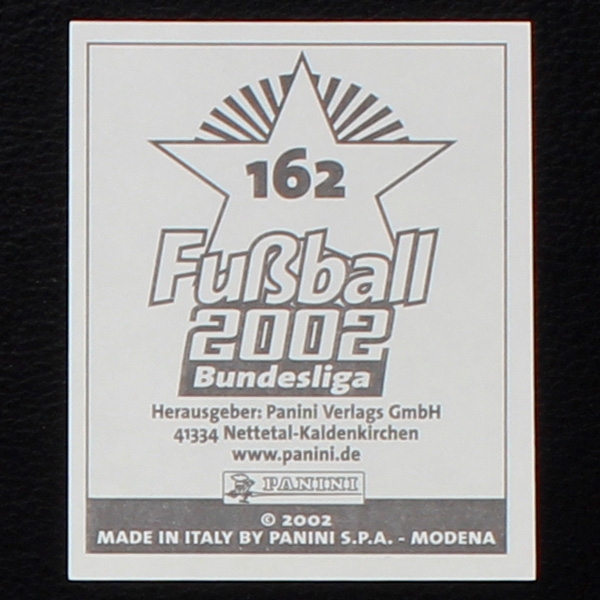 162
Fußball
2002
Bundesliga
Herausgeber: Panini Verlags GmbH
41334 Nettetal-Kaldenkirchen
www.panini.de
PANINI
© 2002
MADE IN ITALY BY PANINI S.P.A. - MODENA